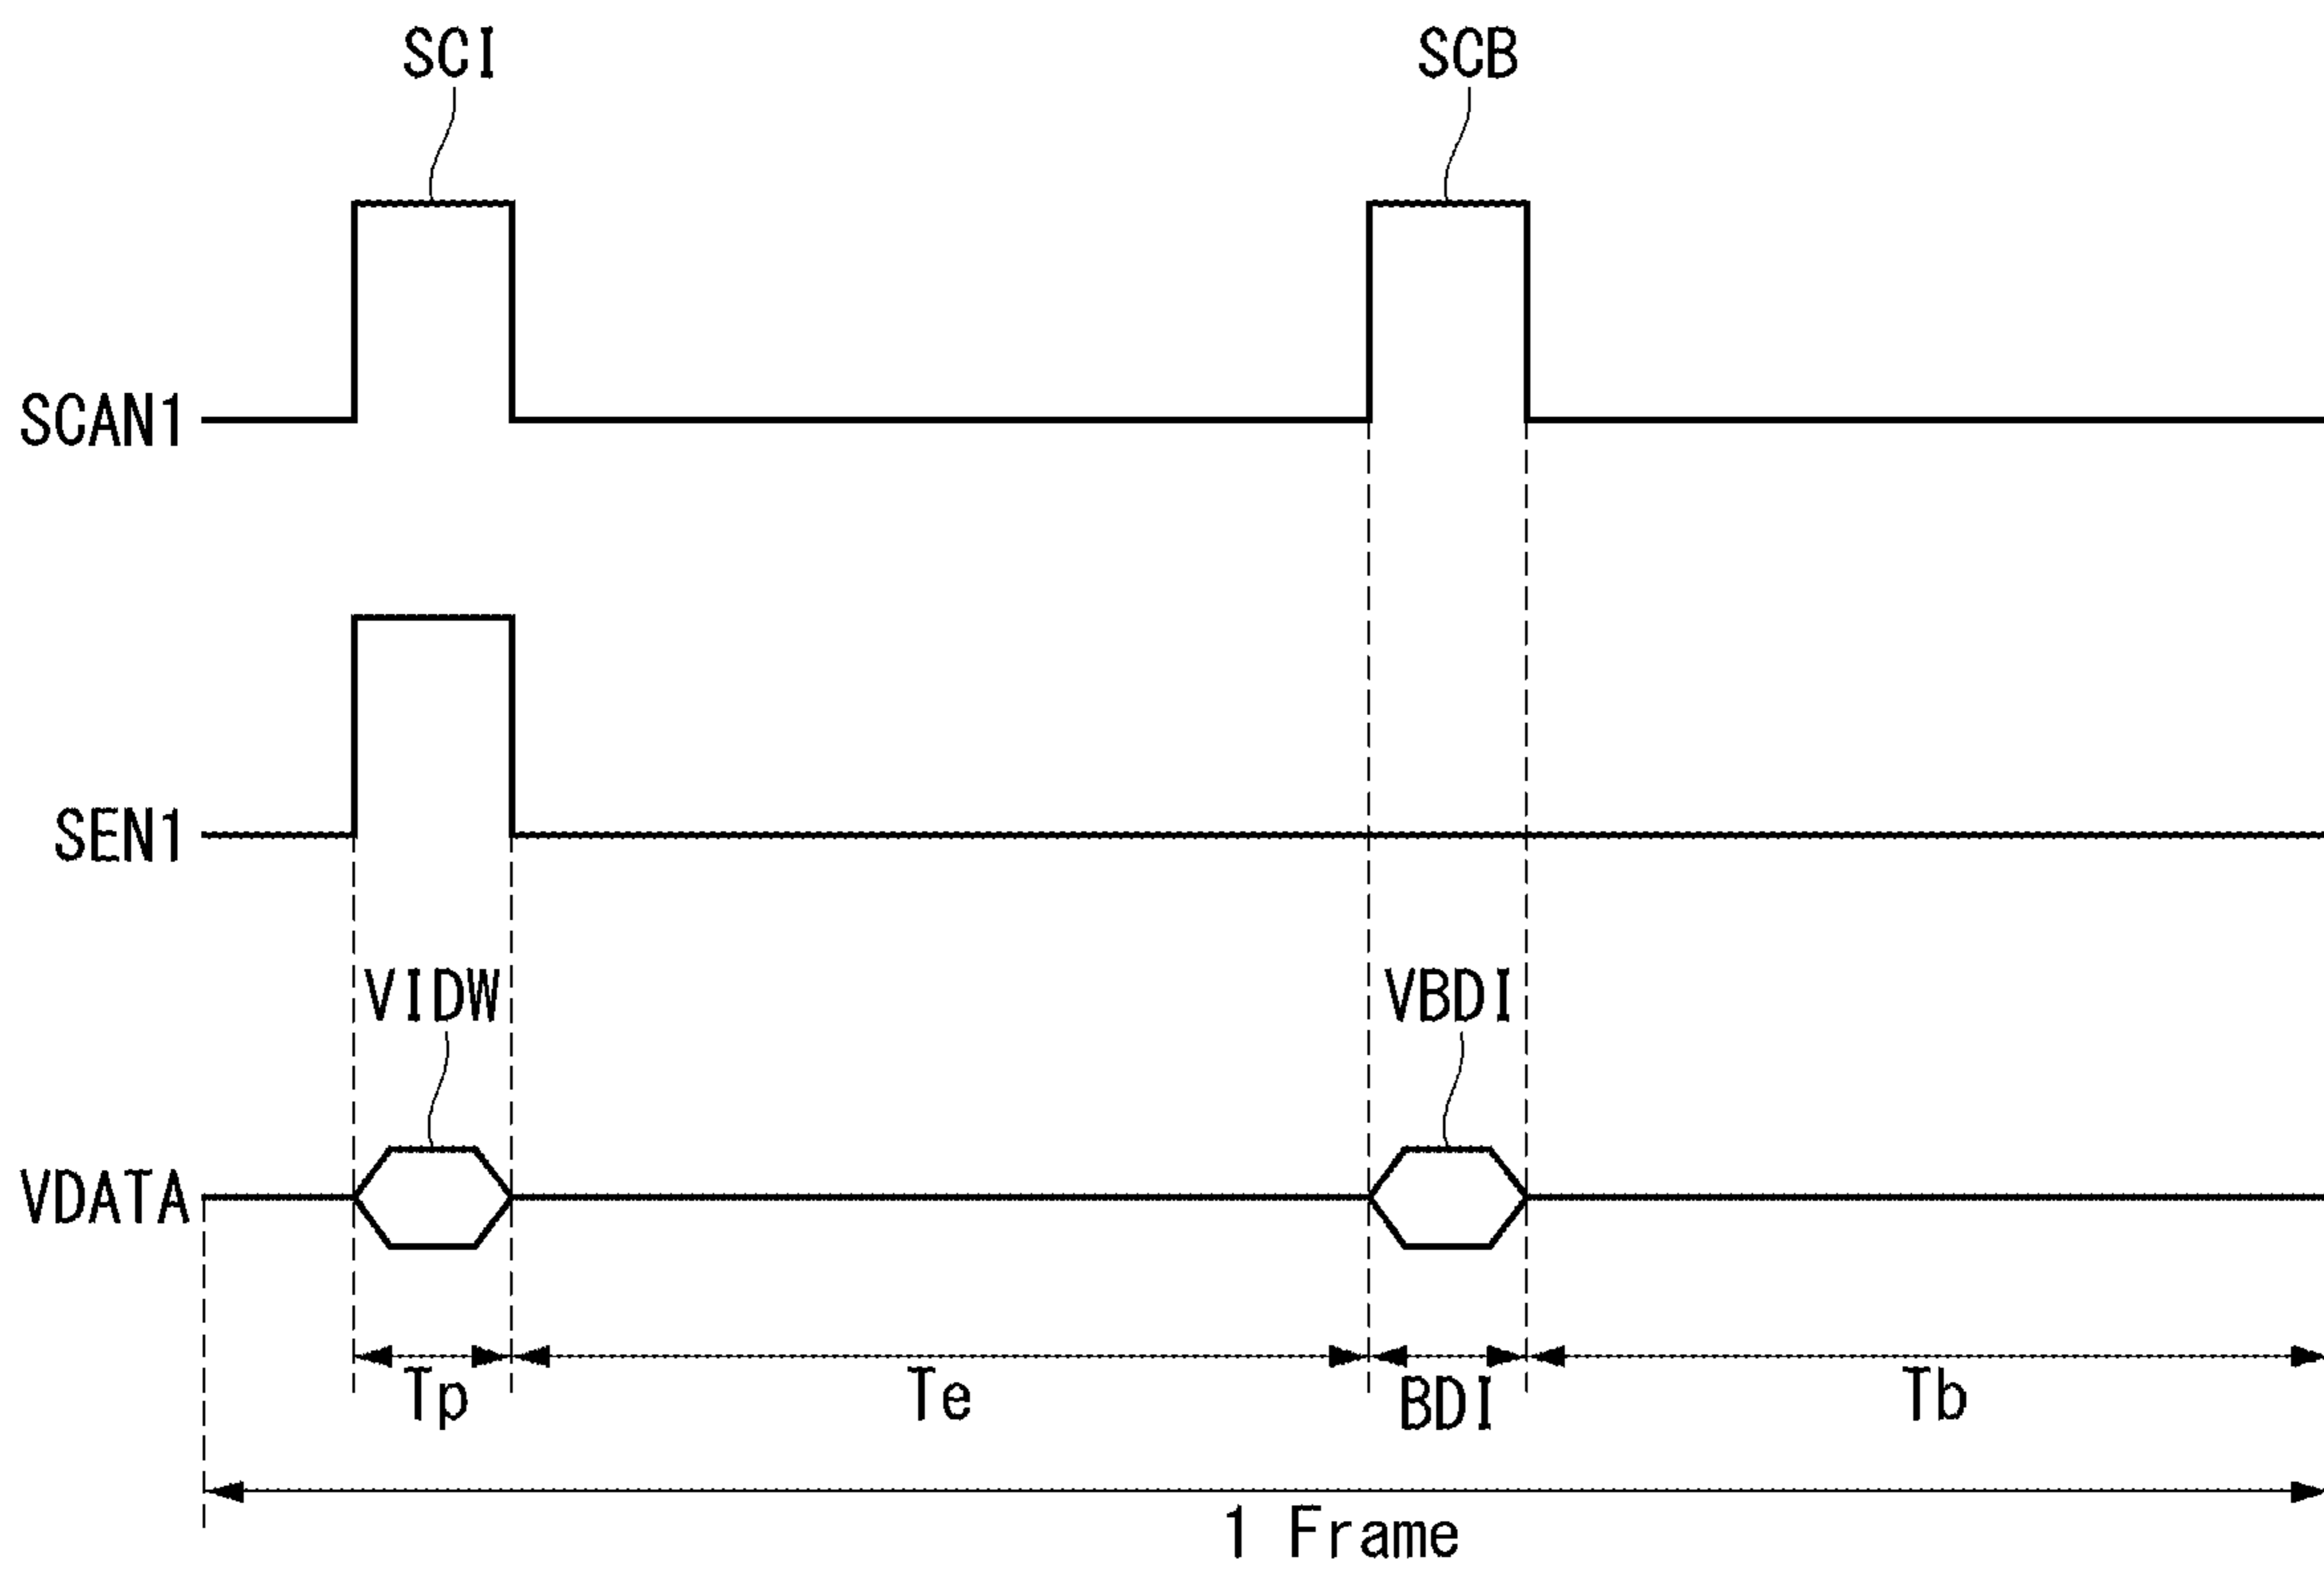 SCI SCB
SCAN1
SEN1
VIDW VBDI
VDATA
Tp Te BDI Tb
1 Frame